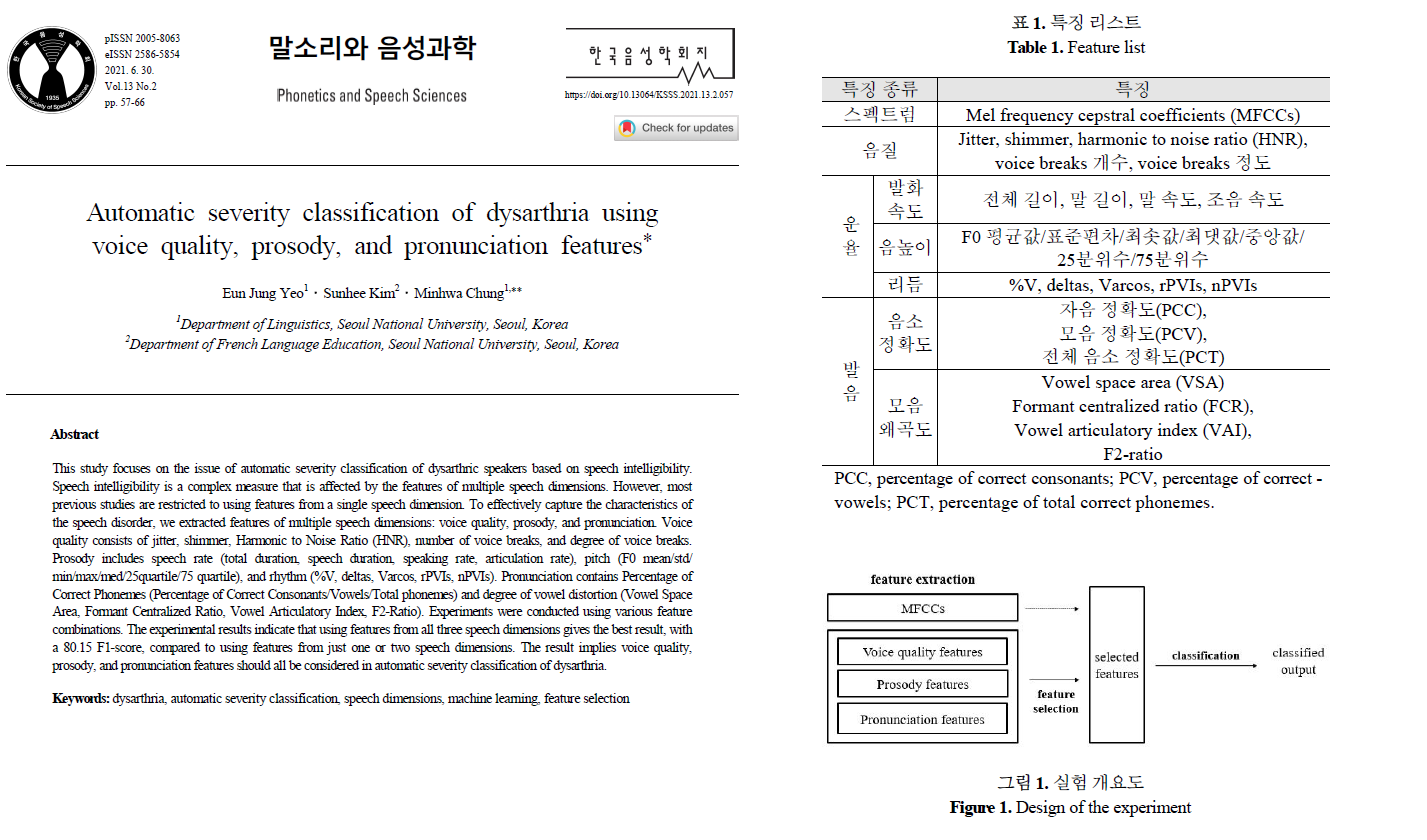 한국음성학회
Korean Society of Speech Sciences
1935
pISSN 2005-8063
eISSN 2586-5854
2021. 6. 30.
Vol.13 No.2
pp. 57-66
말소리와 음성과학
Phonetics and Speech Sciences
한국음성학회지
https://doi.org/10.13064/KSSS.2021.13.2.057
Check for updates
Automatic severity classification of dysarthria using
voice quality, prosody, and pronunciation features*
Eun Jung Yeo1 · Sunhee Kim2 · Minhwa Chung1,**
1Department of Linguistics, Seoul National University, Seoul, Korea
2Department of French Language Education, Seoul National University, Seoul, Korea
Abstract
This study focuses on the issue of automatic severity classification of dysarthric speakers based on speech intelligibility.
Speech intelligibility is a complex measure that is affected by the features of multiple speech dimensions. However, most
previous studies are restricted to using features from a single speech dimension. To effectively capture the characteristics of
the speech disorder, we extracted features of multiple speech dimensions: voice quality, prosody, and pronunciation. Voice
quality consists of jitter, shimmer, Harmonic to Noise Ratio (HNR), number of voice breaks, and degree of voice breaks.
Prosody includes speech rate (total duration, speech duration, speaking rate, articulation rate), pitch (F0 mean/std/
min/max/med/25quartile/75 quartile), and rhythm (%V, deltas, Varcos, rPVIs, nPVIs). Pronunciation contains Percentage of
Correct Phonemes (Percentage of Correct Consonants/Vowels/Total phonemes) and degree of vowel distortion (Vowel Space
Area, Formant Centralized Ratio, Vowel Articulatory Index, F2-Ratio). Experiments were conducted using various feature
combinations. The experimental results indicate that using features from all three speech dimensions gives the best result, with
a 80.15 F1-score, compared to using features from just one or two speech dimensions. The result implies voice quality,
prosody, and pronunciation features should all be considered in automatic severity classification of dysarthria.
Keywords: dysarthria, automatic severity classification, speech dimensions, machine learning, feature selection
표 1. 특징 리스트
Table 1. Feature list
특징 종류 특징
스펙트럼 Mel frequency cepstral coefficients (MFCCs)
음질 Jitter, shimmer, harmonic to noise ratio (HNR),
voice breaks 개수, voice breaks 정도
운율
발화
속도 전체 길이, 말 길이, 말 속도, 조음 속도
음높이 F0 평균값/표준편차/최솟값/최댓값/중앙값/
25분위수/75분위수
리듬 %V, deltas, Varcos, rPVIs, nPVIs
발음
음소
정확도
자음 정확도(PCC),
모음 정확도(PCV),
전체 음소 정확도(PCT)
모음
왜곡도
Vowel space area (VSA)
Formant centralized ratio (FCR),
Vowel articulatory index (VAI),
F2-ratio
PCC, percentage of correct consonants; PCV, percentage of correct -
vowels; PCT, percentage of total correct phonemes.
feature extraction
MFCCs
Voice quality features
Prosody features
Pronunciation features
feature
selection
selected
features
classification
classified
output
그림 1. 실험 개요도
Figure 1. Design of the experiment